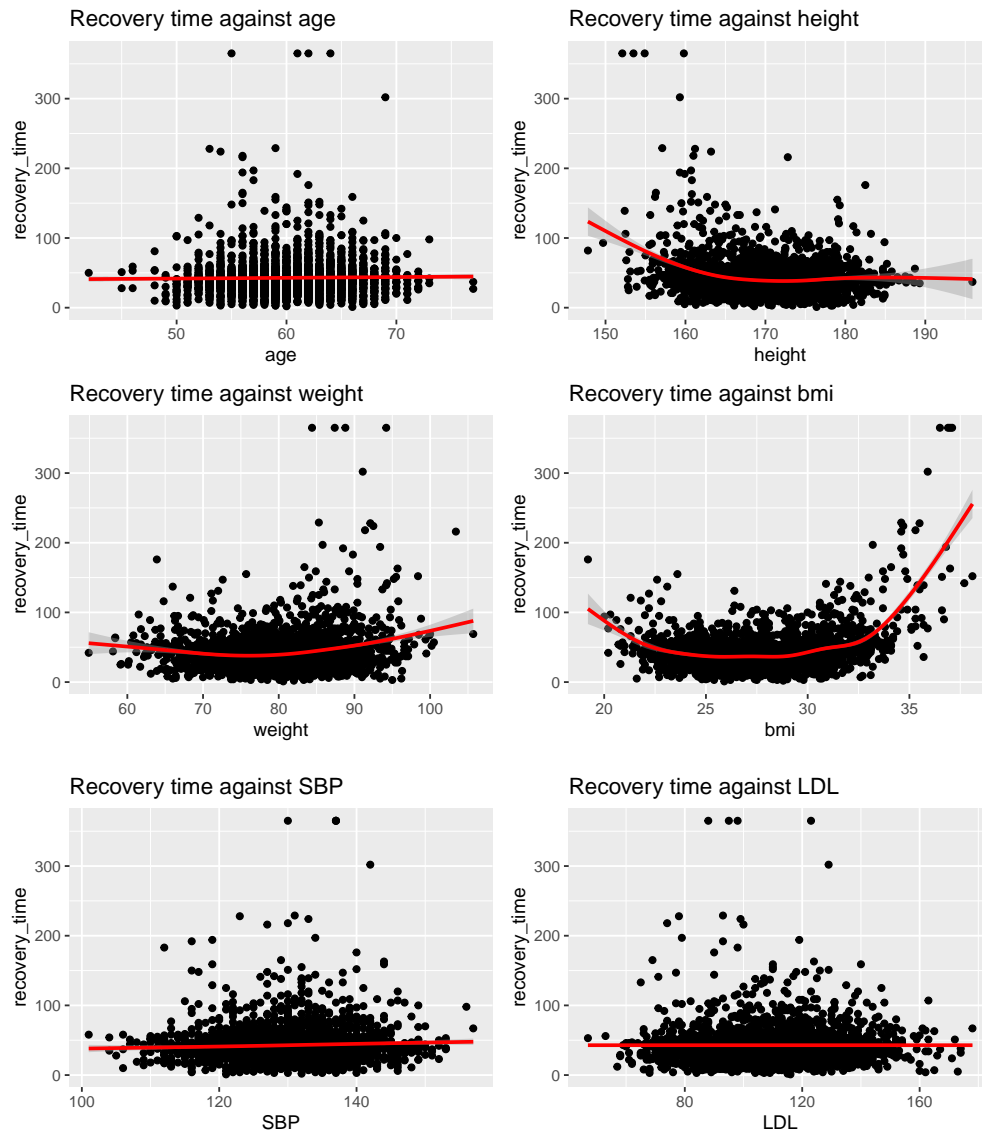 Recovery time against age
300
200
100
0
recovery_time
50
60
70
age
Recovery time against height
300
200
100
0
recovery_time
150
160
170
180
190
height
Recovery time against weight
300
200
100
0
recovery_time
60
70
80
90
100
weight
Recovery time against bmi
300
200
100
0
recovery_time
20
25
30
35
bmi
Recovery time against SBP
300
200
100
0
recovery_time
100
120
140
SBP
Recovery time against LDL
300
200
100
0
recovery_time
80
120
160
LDL